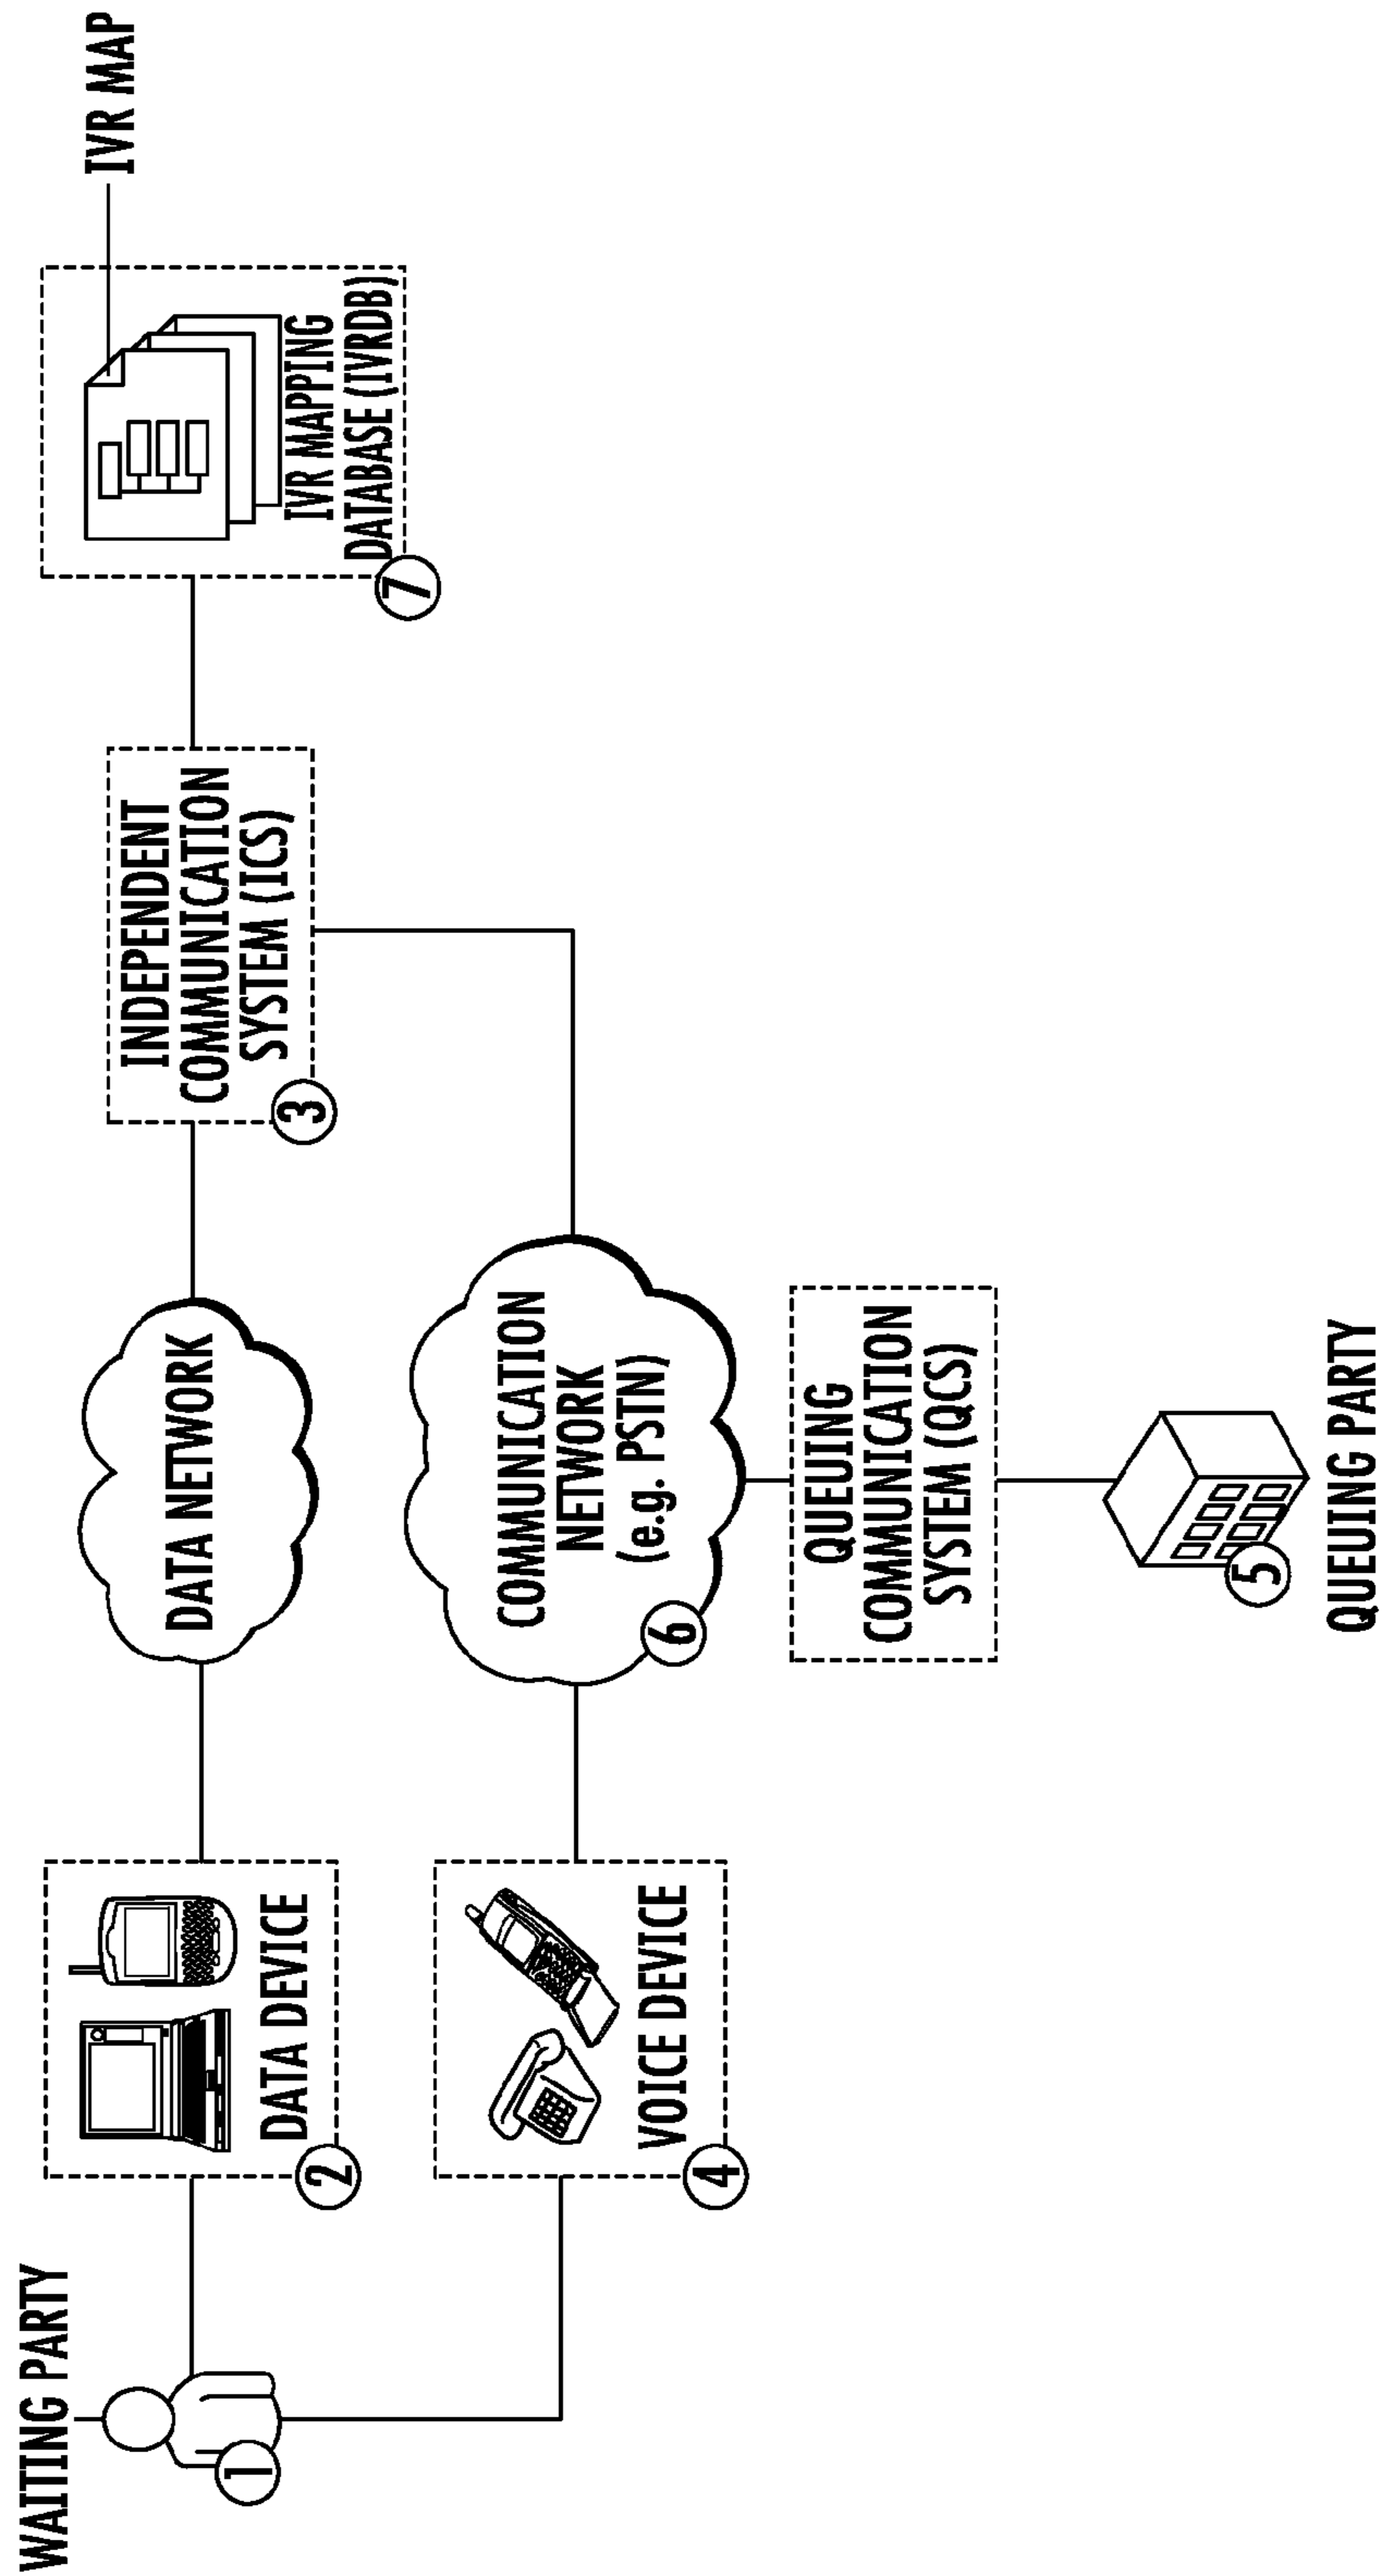 WAITING PARTY
1
2
DATA DEVICE
DATA NETWORK
3
INDEPENDENT
COMMUNICATION
SYSTEM (ICS)
7
IVR MAPPING
DATABASE (IVRDB)
IVR MAP
4
VOICE DEVICE
6
COMMUNICATION
NETWORK
(e.g. PSTN)
QUEUING
COMMUNICATION
SYSTEM (QCS)
5
QUEUING PARTY